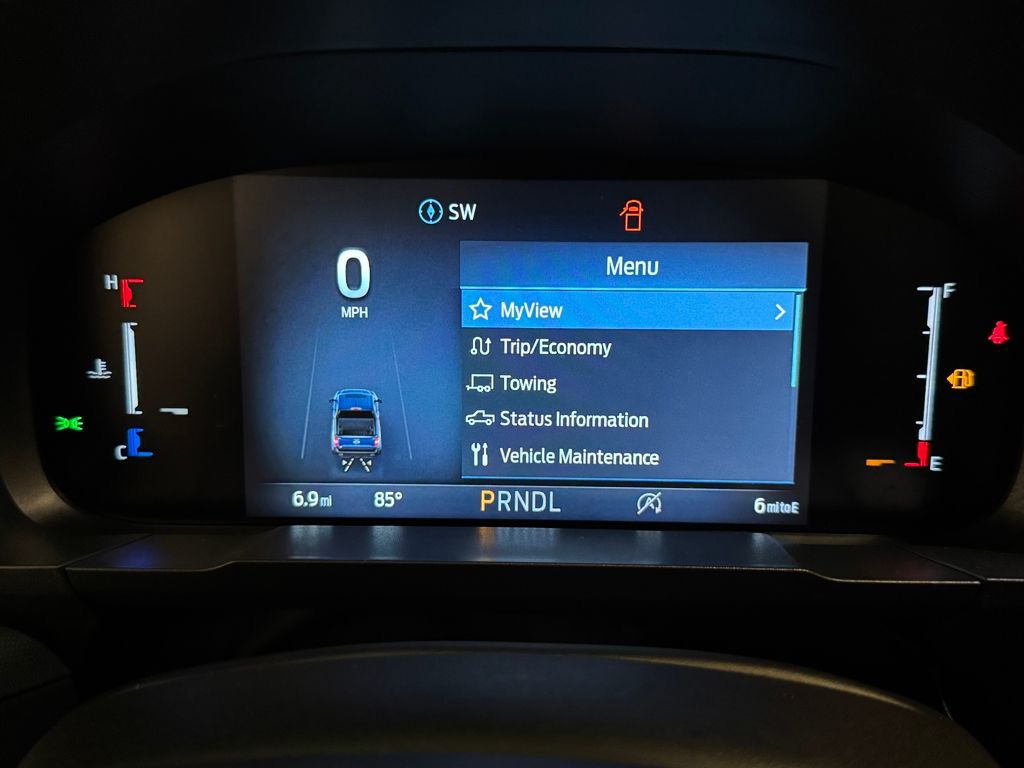 SW
0
MPH
Menu
MyView
Trip/Economy
Towing
Status Information
Vehicle Maintenance
H
C
F
E
6.9 mi 85° PRNDL 6 mi to E